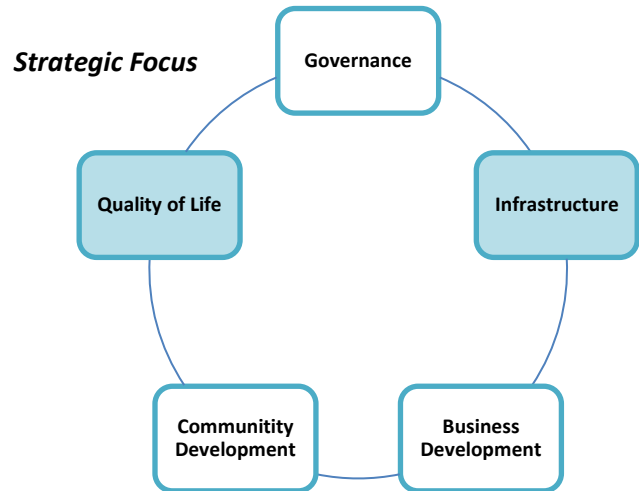 Strategic Focus
Governance
Quality of Life
Infrastructure
Communitity
Development
Business
Development